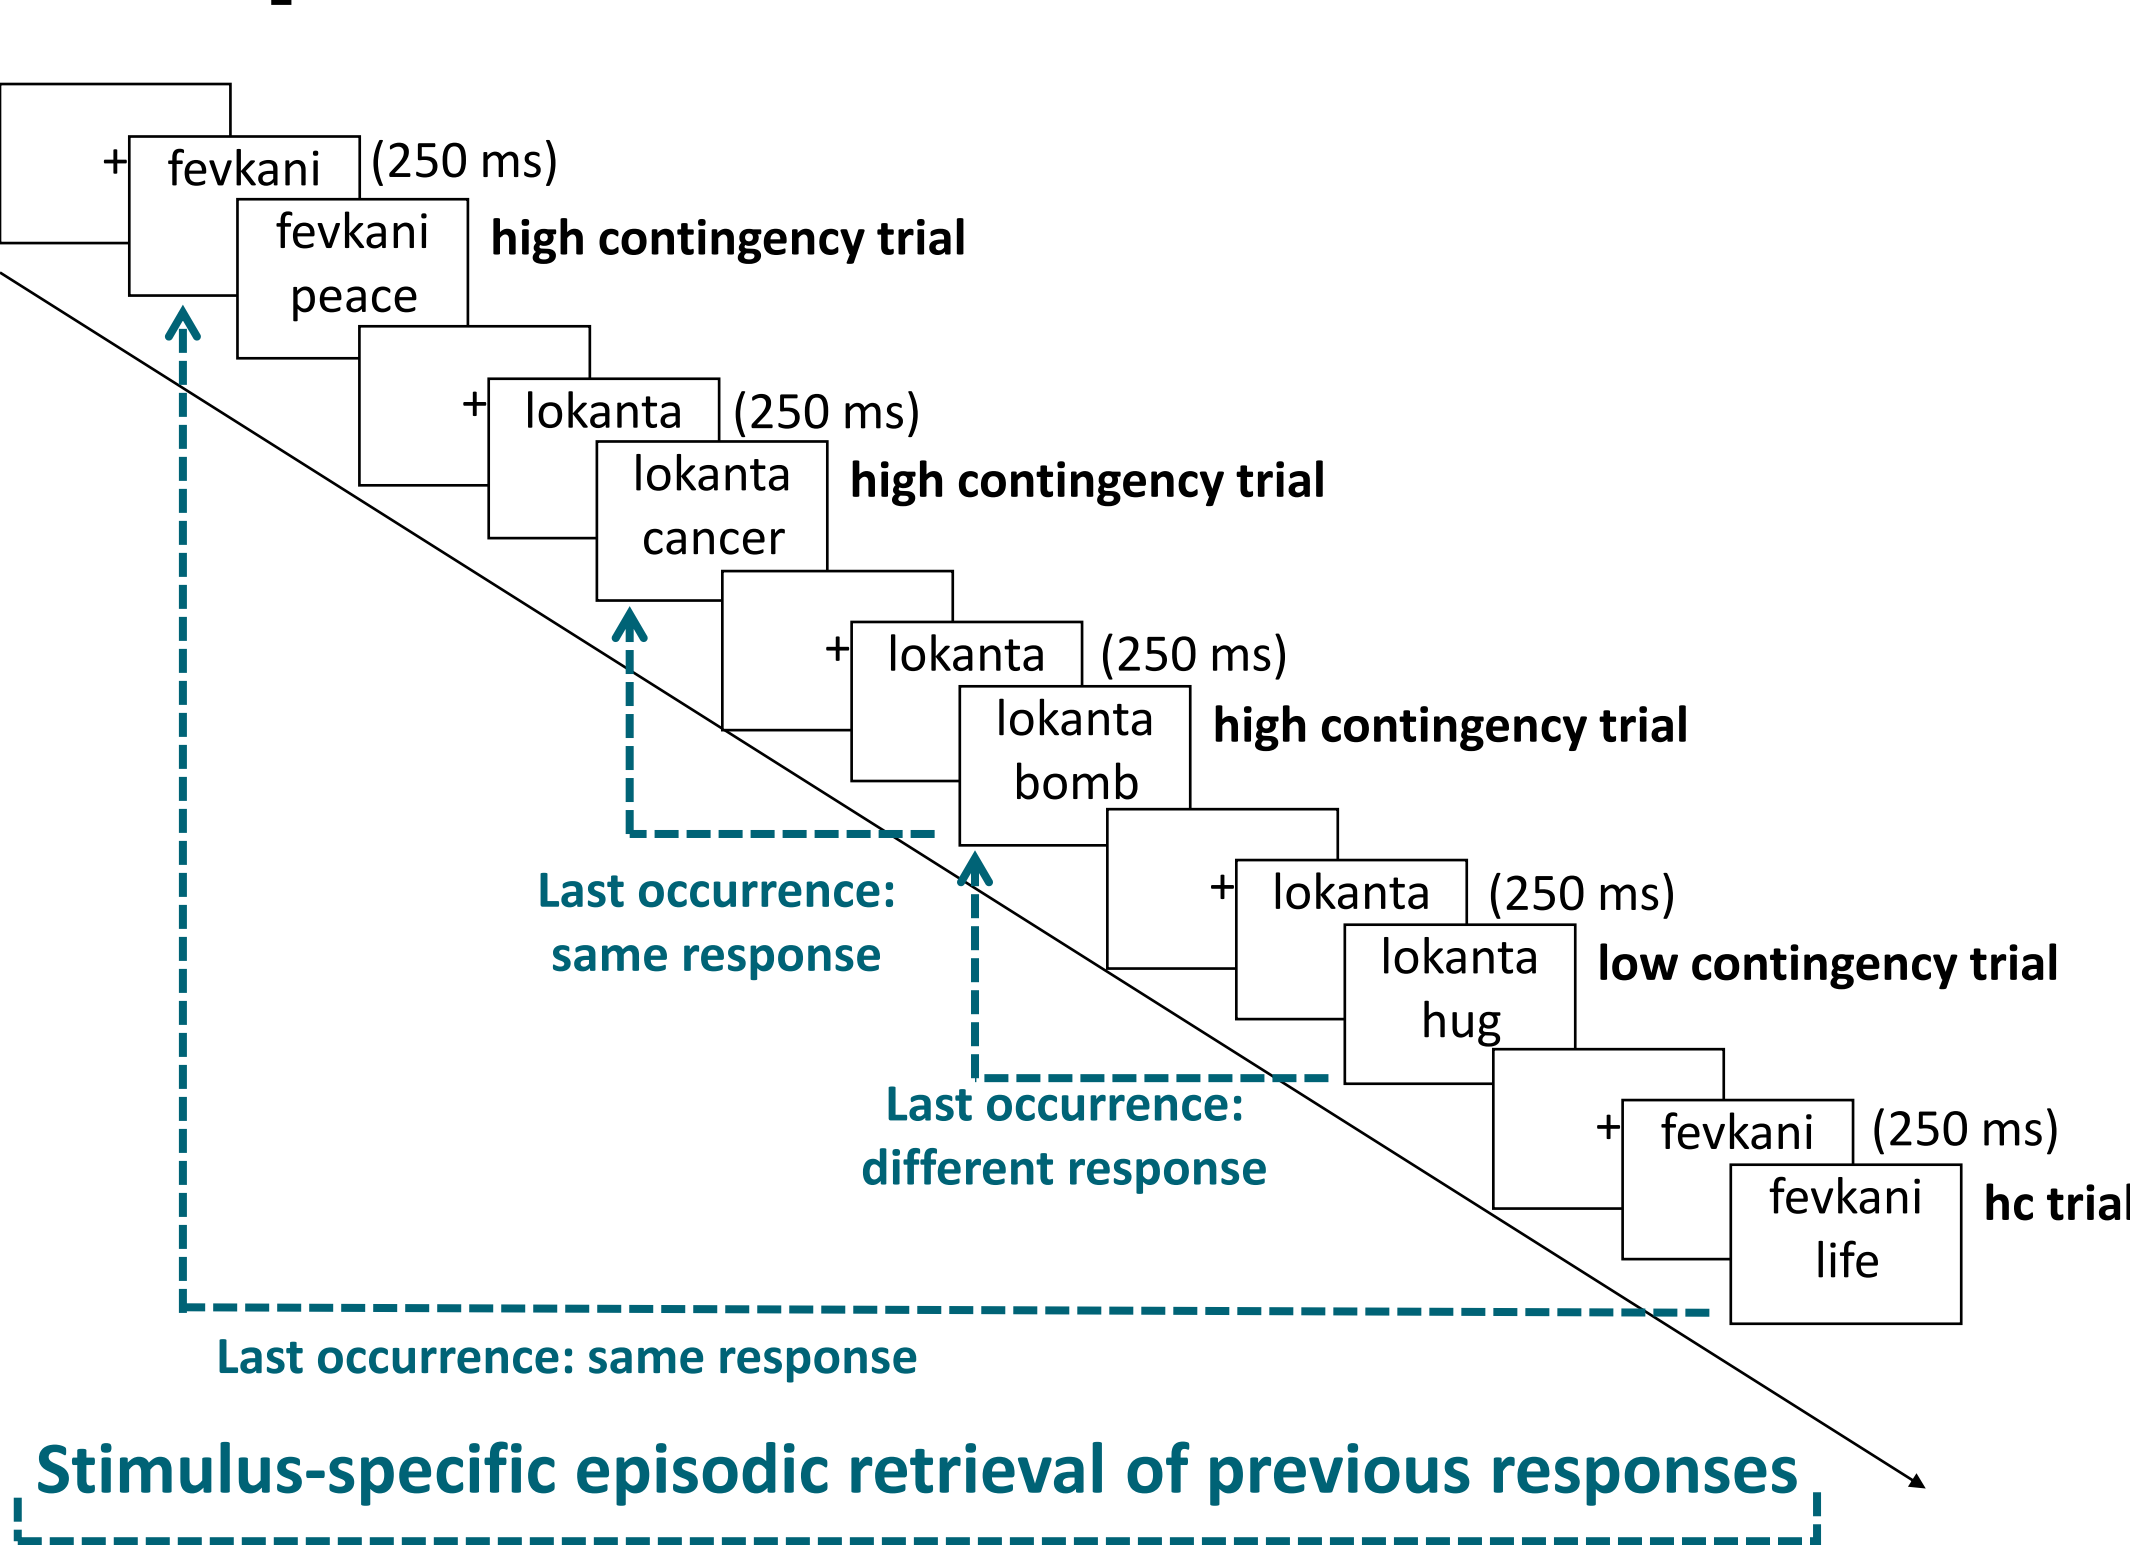 +
fevkani (250 ms)
fevkani
peace
high contingency trial
+
lokanta (250 ms)
lokanta
cancer
high contingency trial
+
lokanta (250 ms)
lokanta
bomb
high contingency trial
Last occurrence:
same response
+
lokanta (250 ms)
lokanta
hug
low contingency trial
Last occurrence:
different response
+
fevkani (250 ms)
fevkani
life
hc trial
Last occurrence: same response
Stimulus-specific episodic retrieval of previous responses